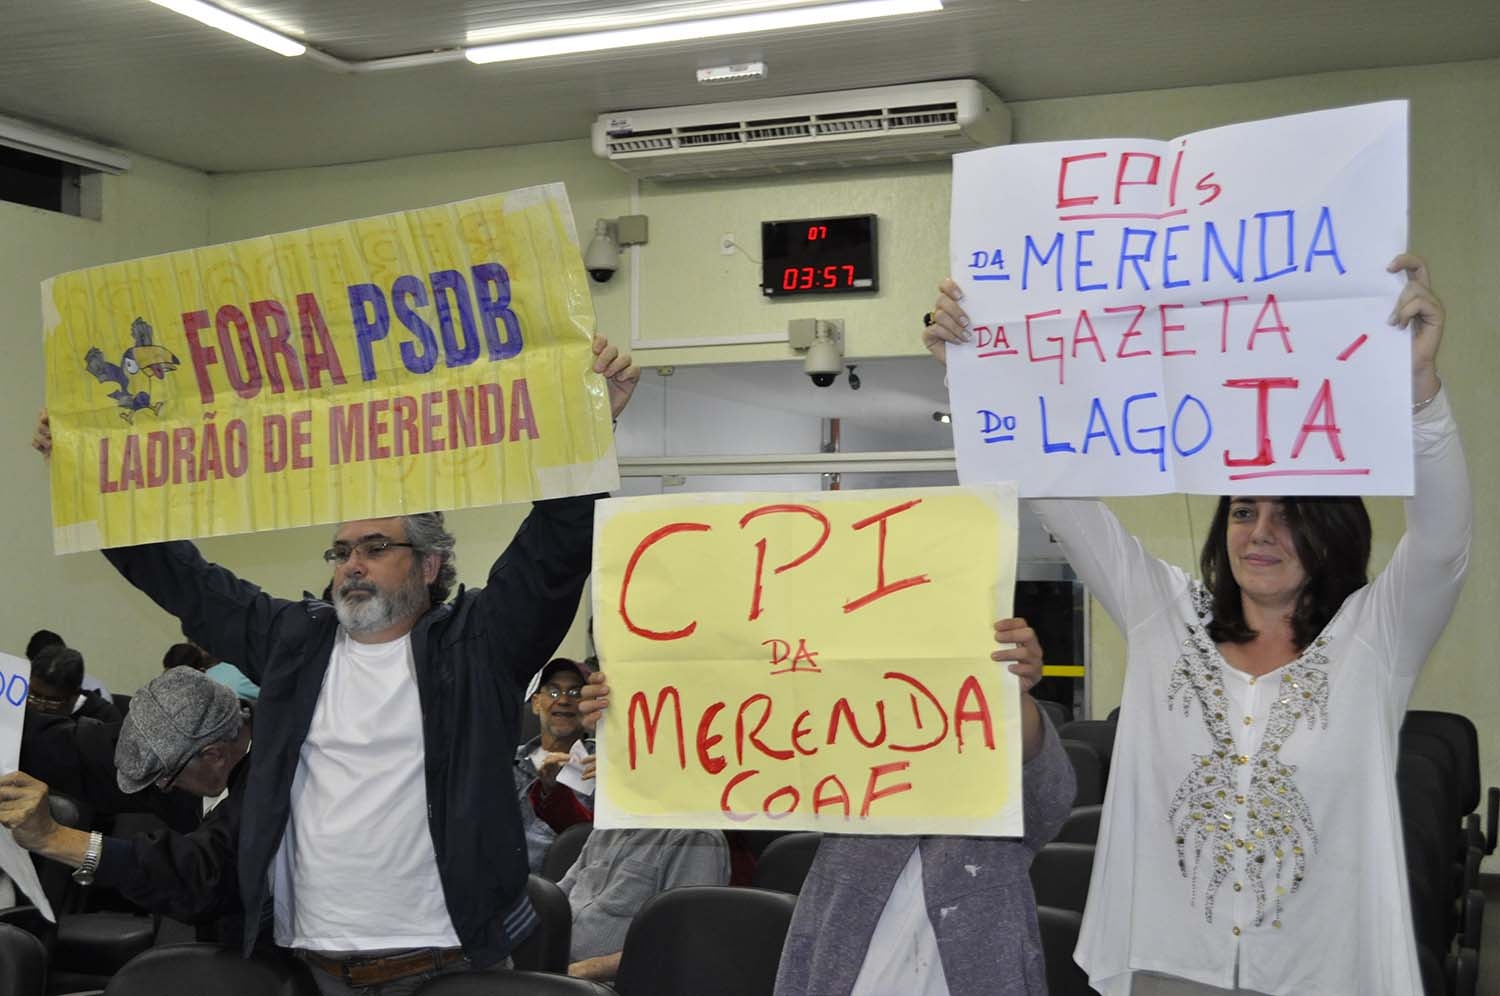 FORA PSDB
LADRÃO DE MERENDA
07
03:57
CPIs
DA MERENDA
DA GAZETA
DO LAGO JÁ
CPI
DA
MERENDA
COAF
DO